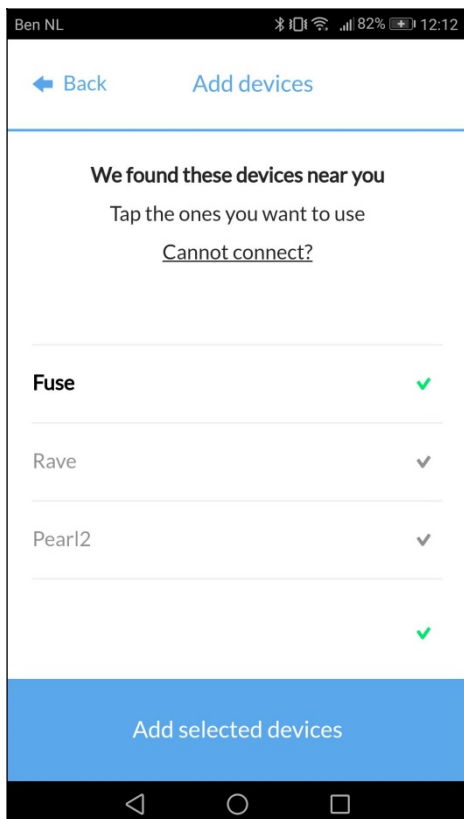 Ben NL 82% 12:12
Back Add devices
We found these devices near you
Tap the ones you want to use
Cannot connect?
Fuse
Rave
Pearl2
Add selected devices